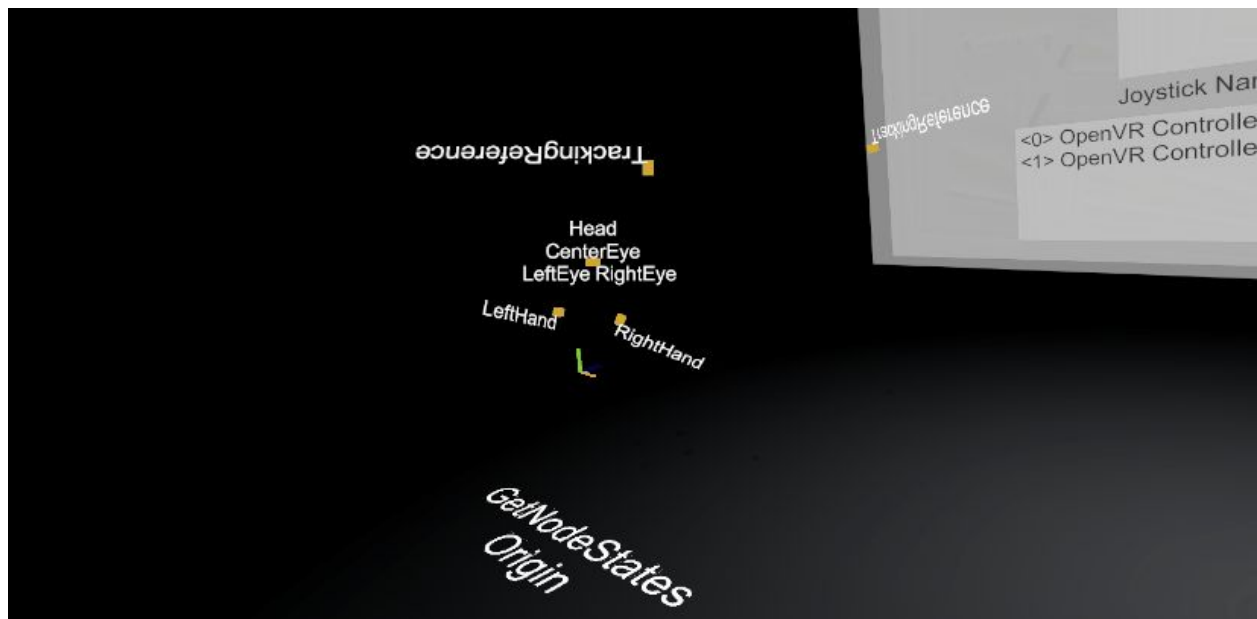 Joystick Nar
<0> OpenVR Controlle
<1> OpenVR Controlle
TrackingReference
TrackingReference
Head
CenterEye
LeftEye RightEye
LeftHand
RightHand
GetNodeStates
Origin